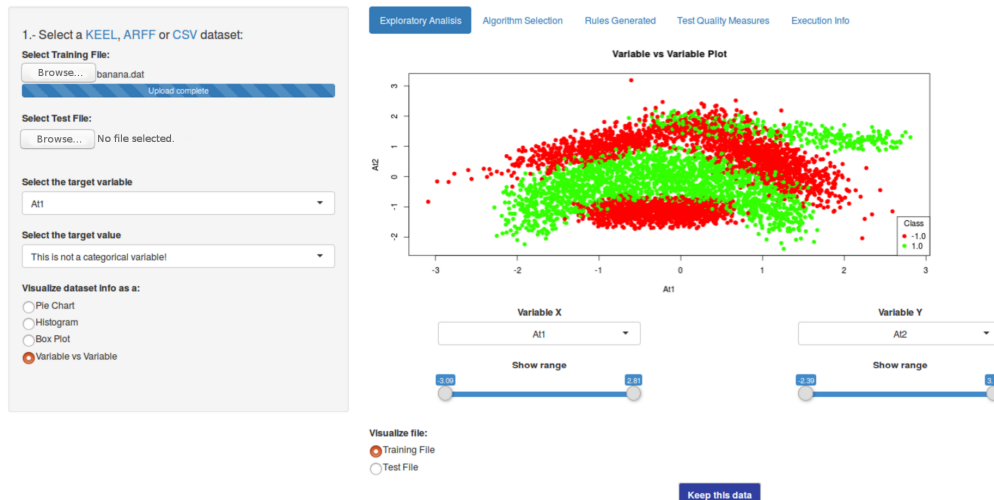 1.- Select a KEEL, ARFF or CSV dataset:
Select Training File:
Browse... banana.dat
Upload complete
Select Test File:
Browse... No file selected.
Select the target variable
At1
Select the target value
This is not a categorical variable!
Visualize dataset info as a:
Pie Chart
Histogram
Box Plot
Variable vs Variable
Exploratory Analisis Algorithm Selection Rules Generated Test Quality Measures Execution Info
Variable vs Variable Plot
At2
3
2
1
0
-1
-2
Class
-1.0
1.0
-3 -2 -1 0 1 2 3
At1
Variable X
At1
Show range
-3.09 2.81
Variable Y
At2
Show range
-2.39 3.
Visualize file:
Training File
Test File
Keep this data